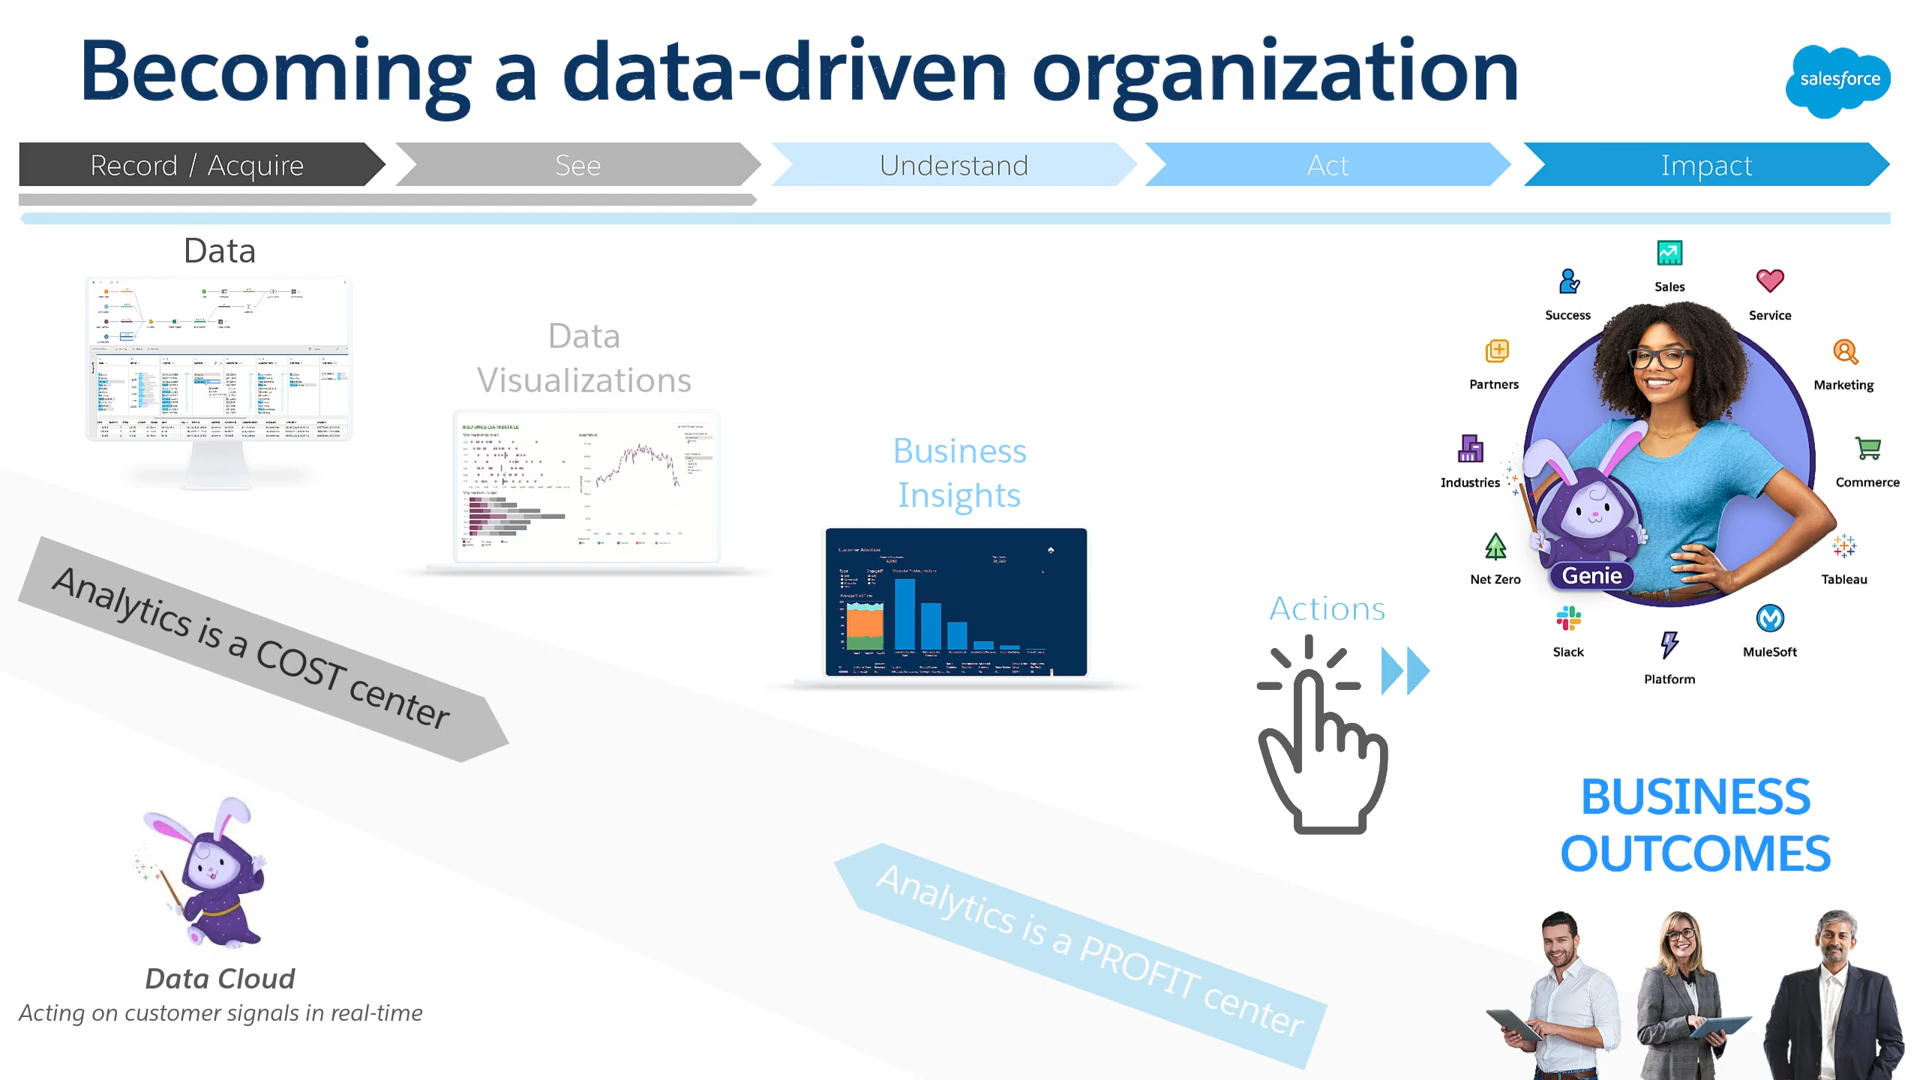 Becoming a data-driven organization
salesforce
Record / Acquire
See
Understand
Act
Impact
Data
Data
Visualizations
Business
Insights
Actions
Sales
Success
Service
Partners
Marketing
Industries
Commerce
Net Zero
Genie
Tableau
Slack
MuleSoft
Platform
Analytics is a COST center
Analytics is a PROFIT center
BUSINESS
OUTCOMES
Data Cloud
Acting on customer signals in real-time